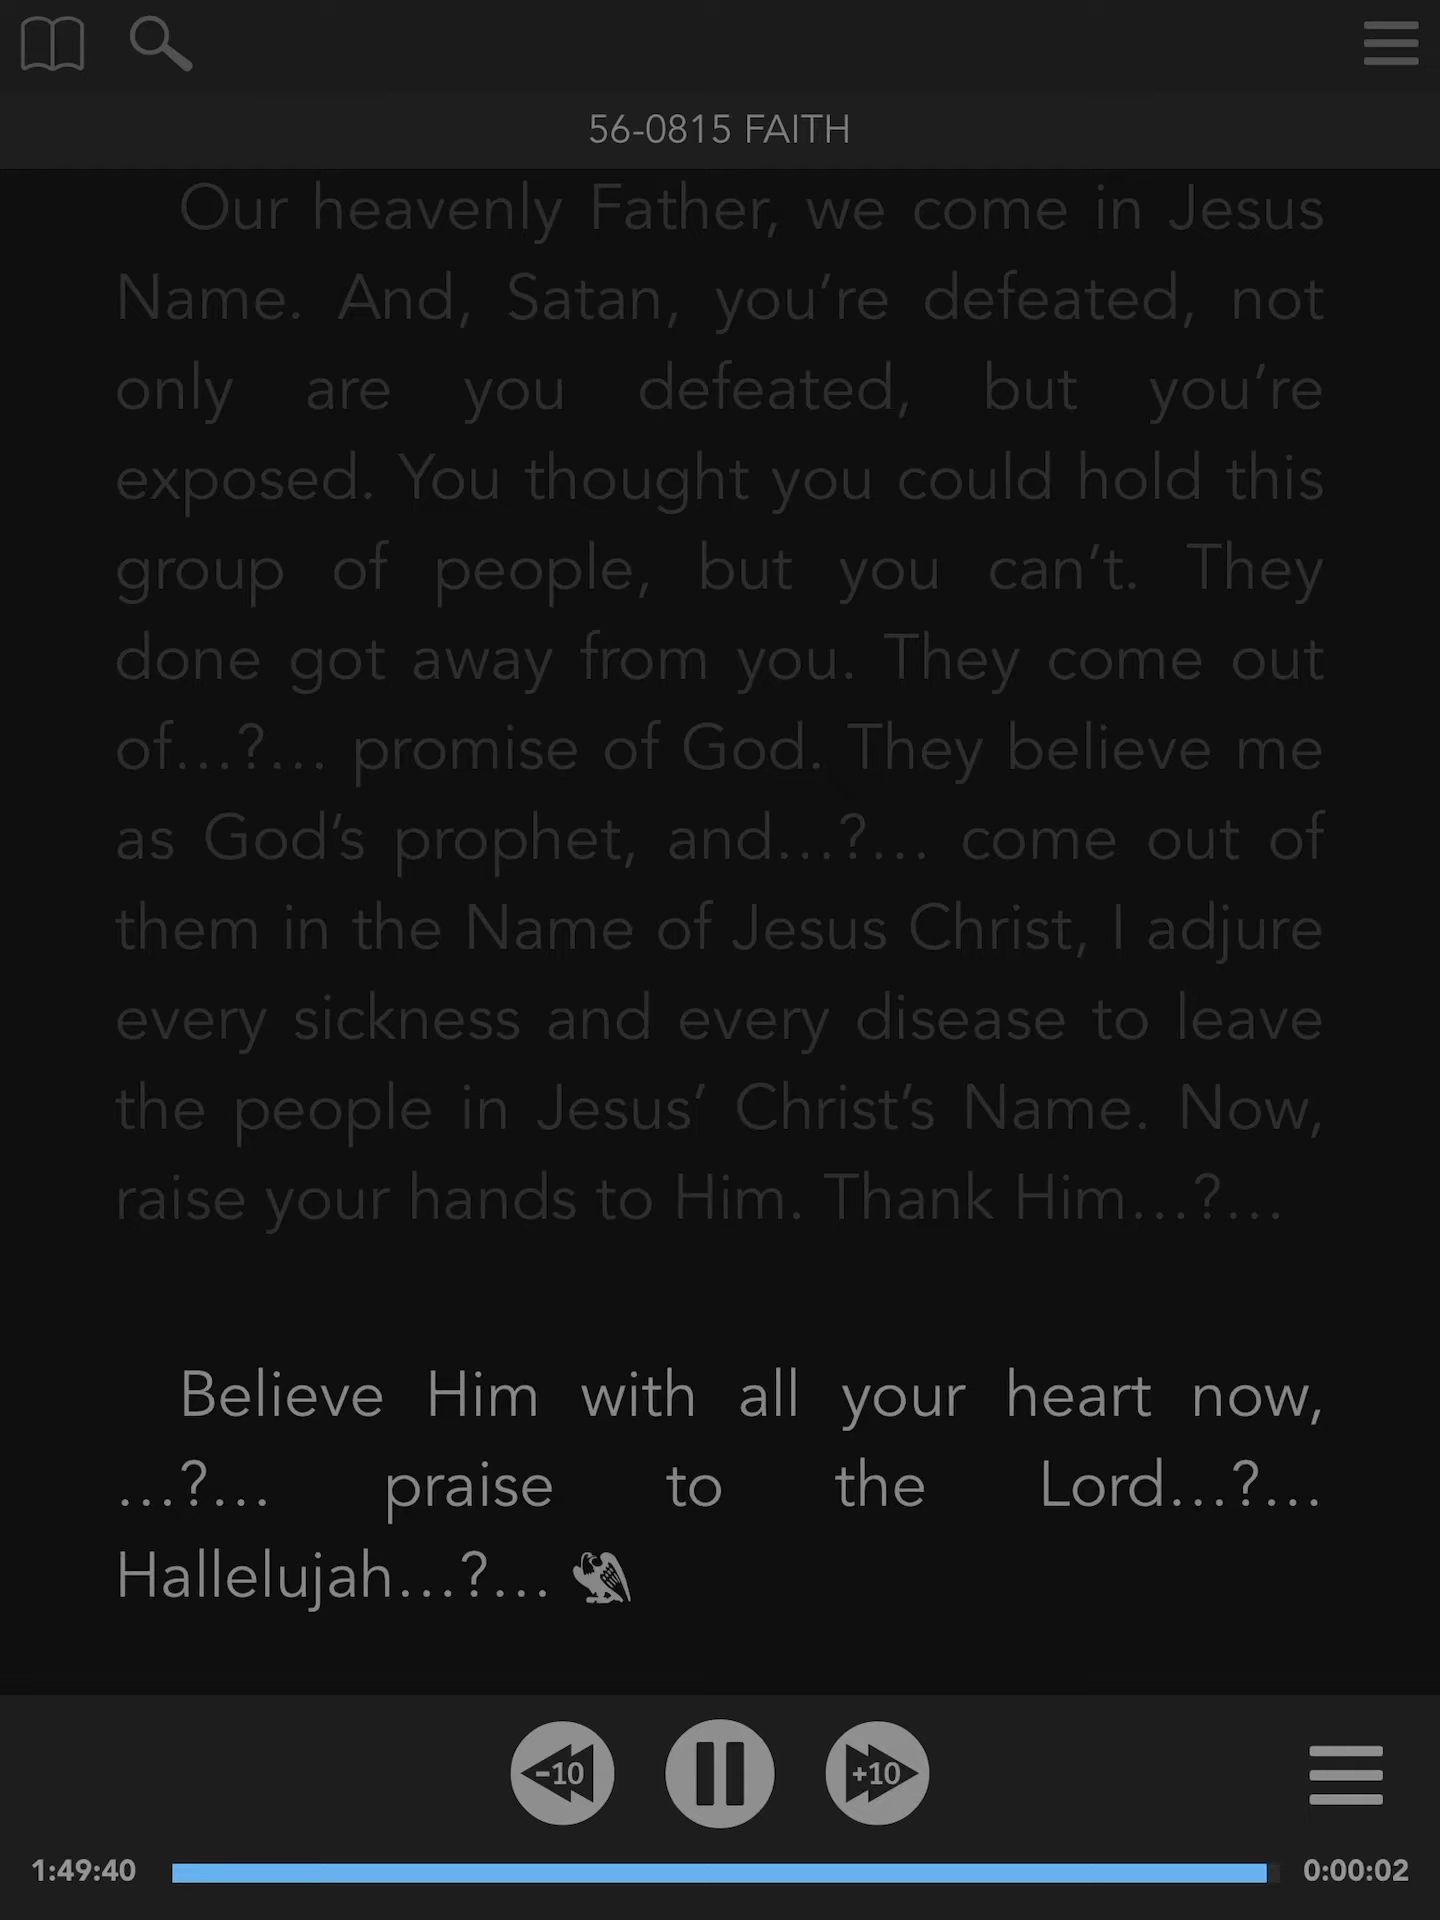 56-0815 FAITH
Our heavenly Father, we come in Jesus
Name. And, Satan, you’re defeated, not
only are you defeated, but you’re
exposed. You thought you could hold this
group of people, but you can’t. They
done got away from you. They come out
of…?… promise of God. They believe me
as God’s prophet, and…?… come out of
them in the Name of Jesus Christ, I adjure
every sickness and every disease to leave
the people in Jesus’ Christ’s Name. Now,
raise your hands to Him. Thank Him…?…
Believe Him with all your heart now,
…?… praise to the Lord…?…
Hallelujah…?…
-10 +10
1:49:40 0:00:02